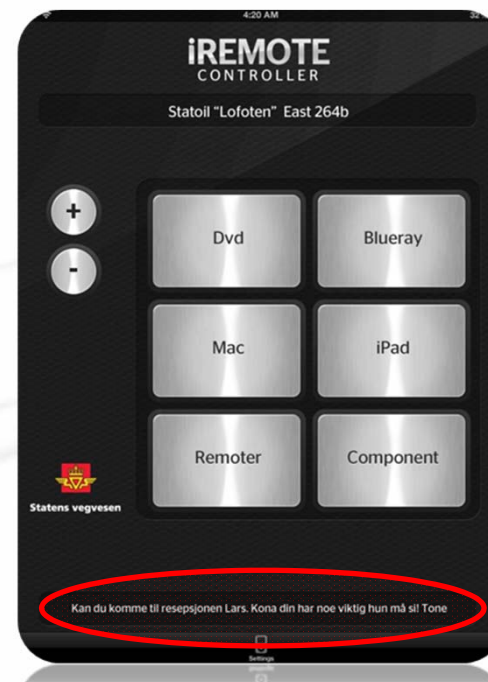 4:20 AM
iREMOTE
CONTROLLER
Statoil "Lofoten" East 264b
+
-
Dvd
Blueray
Mac
iPad
Remoter
Component
Statens vegvesen
Kan du komme til resepsjonen Lars. Kona din har noe viktig hun må si! Tone
Settings